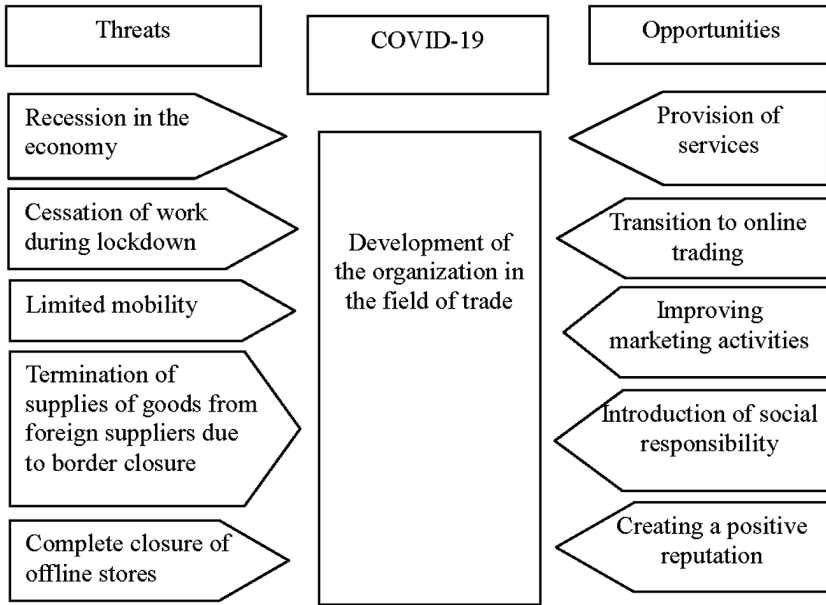 Threats
COVID-19
Opportunities
Recession in the
economy
Cessation of work
during lockdown
Limited mobility
Termination of
supplies of goods from
foreign suppliers due
to border closure
Complete closure of
offline stores
Development of
the organization in
the field of trade
Provision of
services
Transition to online
trading
Improving
marketing activities
Introduction of social
responsibility
Creating a positive
reputation